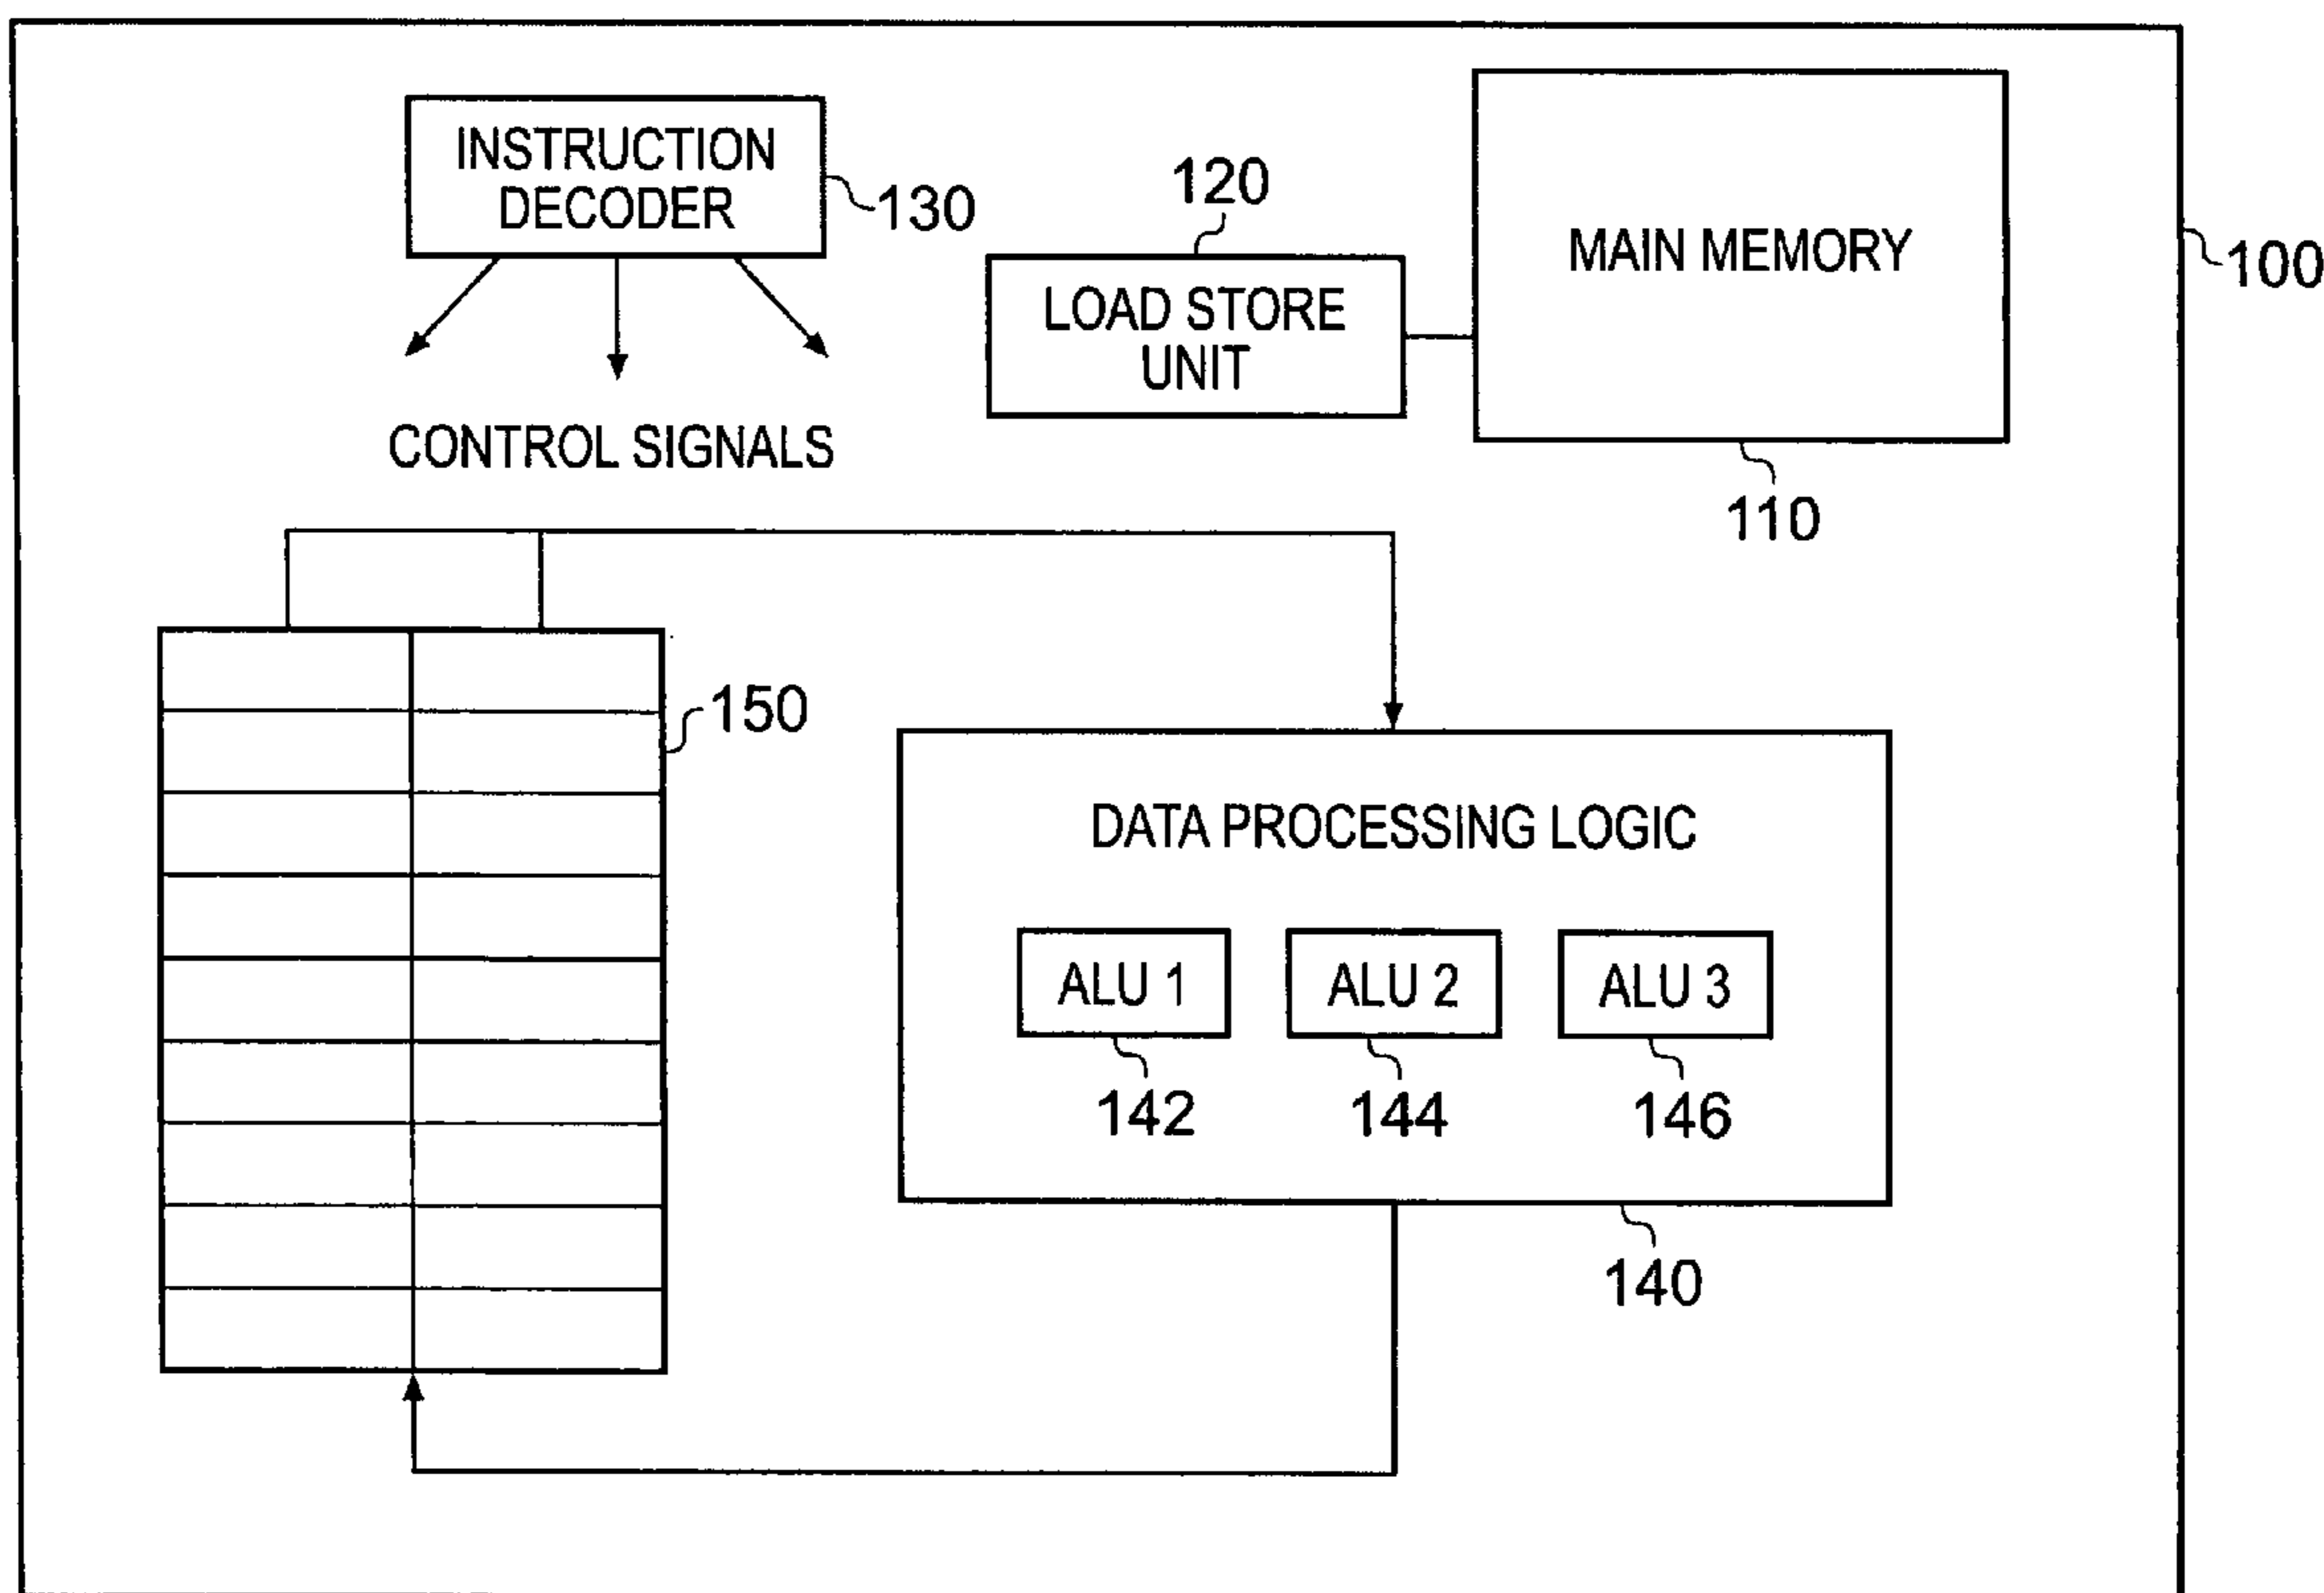 INSTRUCTION
DECODER
130
120
LOAD STORE
UNIT
MAIN MEMORY
100
CONTROL SIGNALS
110
150
DATA PROCESSING LOGIC
ALU 1
ALU 2
ALU 3
142
144
146
140